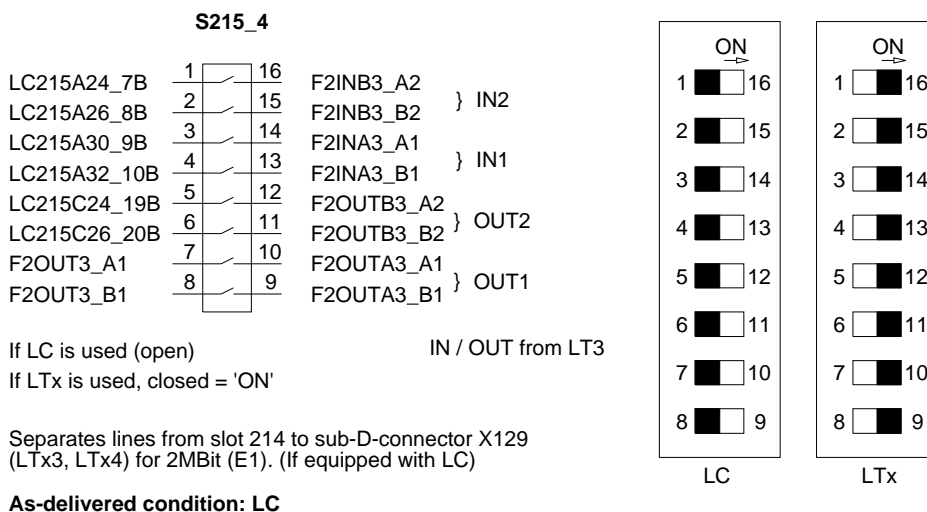 S215_4
LC215A24_7B 1 16 F2INB3_A2
LC215A26_8B 2 15 F2INB3_B2
} IN2
LC215A30_9B 3 14 F2INA3_A1
LC215A32_10B 4 13 F2INA3_B1
} IN1
LC215C24_19B 5 12 F2OUTB3_A2
LC215C26_20B 6 11 F2OUTB3_B2
} OUT2
F2OUT3_A1 7 10 F2OUTA3_A1
F2OUT3_B1 8 9 F2OUTA3_B1
} OUT1
If LC is used (open)
IN / OUT from LT3
If LTx is used, closed = 'ON'
Separates lines from slot 214 to sub-D-connector X129
(LTx3, LTx4) for 2MBit (E1). (If equipped with LC)
As-delivered condition: LC
ON
1 16
2 15
3 14
4 13
5 12
6 11
7 10
8 9
LC
ON
1 16
2 15
3 14
4 13
5 12
6 11
7 10
8 9
LTx